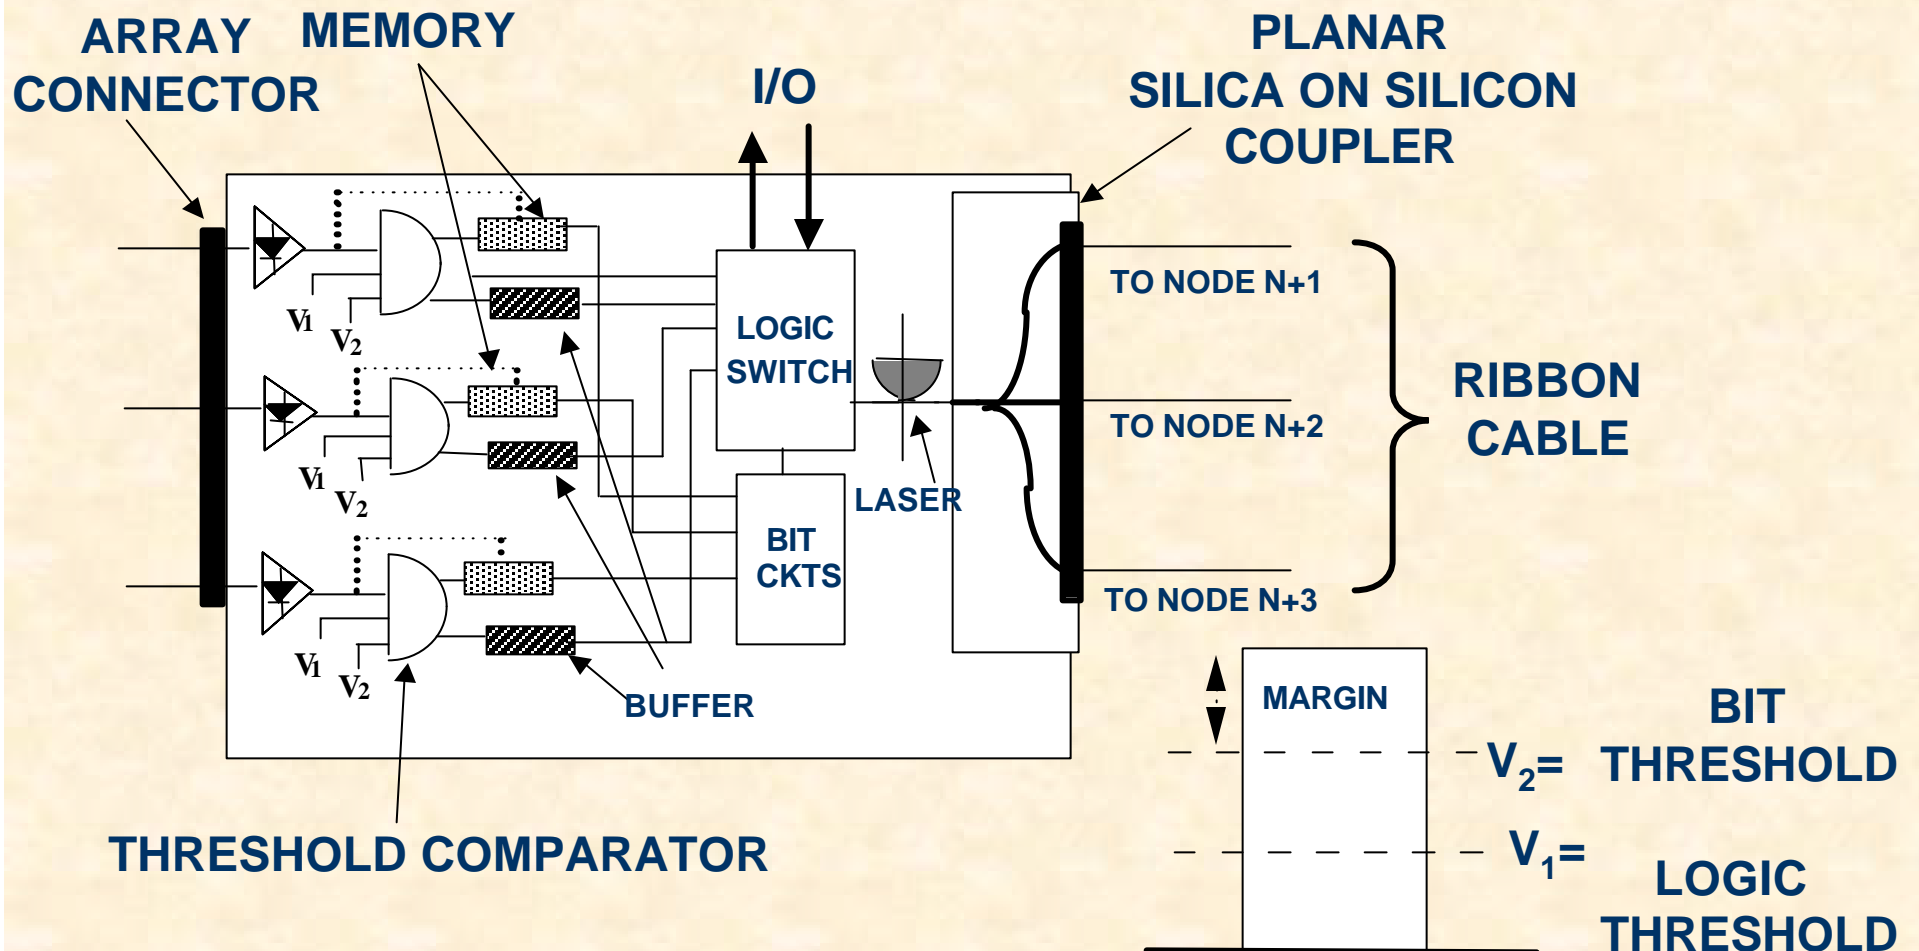 ARRAY
CONNECTOR
MEMORY
I/O
PLANAR
SILICA ON SILICON
COUPLER
V1
V2
LOGIC
SWITCH
TO NODE N+1
V1
V2
LASER
TO NODE N+2
RIBBON
CABLE
BIT
CKTS
TO NODE N+3
V1
V2
BUFFER
THRESHOLD COMPARATOR
MARGIN
V2= BIT
THRESHOLD
V1= LOGIC
THRESHOLD